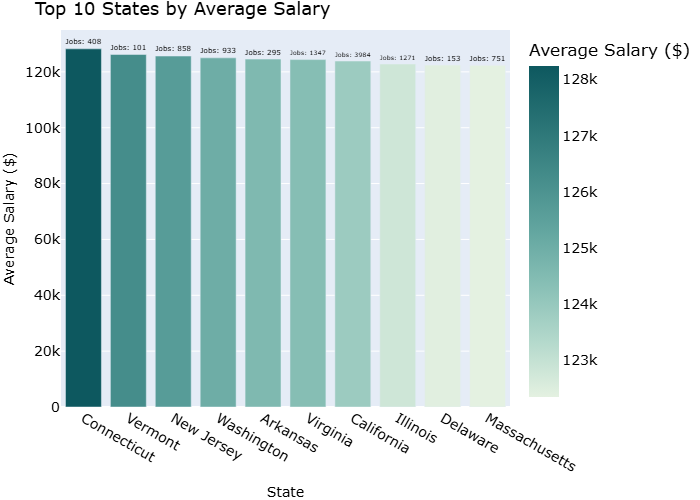 Top 10 States by Average Salary
Average Salary ($)
Jobs: 408
Jobs: 101
Jobs: 858
Jobs: 933
Jobs: 295
Jobs: 1347
Jobs: 3984
Jobs: 1271
Jobs: 153
Jobs: 751
120k
100k
80k
60k
40k
20k
0
Average Salary ($)
128k
127k
126k
125k
124k
123k
Connecticut
Vermont
New Jersey
Washington
Arkansas
Virginia
California
Illinois
Delaware
Massachusetts
State